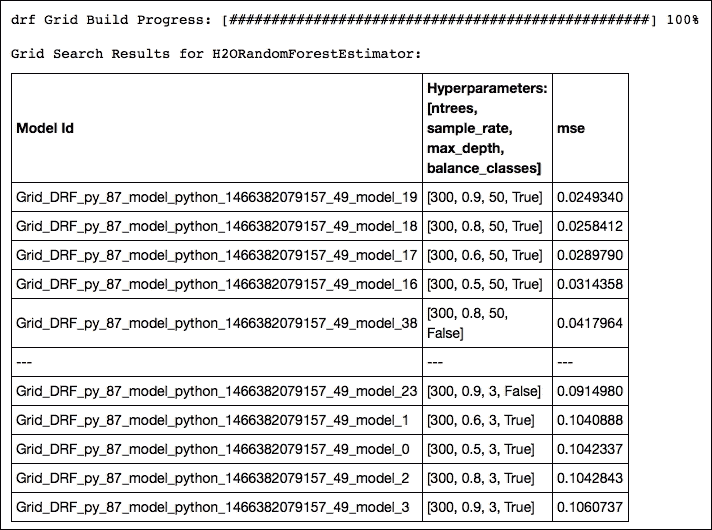 drf Grid Build Progress: [##################################################] 100%
Grid Search Results for H2ORandomForestEstimator:
Model Id
Hyperparameters:
[ntrees,
sample_rate,
max_depth,
balance_classes]
mse
Grid_DRF_py_87_model_python_1466382079157_49_model_19 [300, 0.9, 50, True] 0.0249340
Grid_DRF_py_87_model_python_1466382079157_49_model_18 [300, 0.8, 50, True] 0.0258412
Grid_DRF_py_87_model_python_1466382079157_49_model_17 [300, 0.6, 50, True] 0.0289790
Grid_DRF_py_87_model_python_1466382079157_49_model_16 [300, 0.5, 50, True] 0.0314358
Grid_DRF_py_87_model_python_1466382079157_49_model_38 [300, 0.8, 50,
False] 0.0417964
--- --- ---
Grid_DRF_py_87_model_python_1466382079157_49_model_23 [300, 0.9, 3, False] 0.0914980
Grid_DRF_py_87_model_python_1466382079157_49_model_1 [300, 0.6, 3, True] 0.1040888
Grid_DRF_py_87_model_python_1466382079157_49_model_0 [300, 0.5, 3, True] 0.1042337
Grid_DRF_py_87_model_python_1466382079157_49_model_2 [300, 0.8, 3, True] 0.1042843
Grid_DRF_py_87_model_python_1466382079157_49_model_3 [300, 0.9, 3, True] 0.1060737